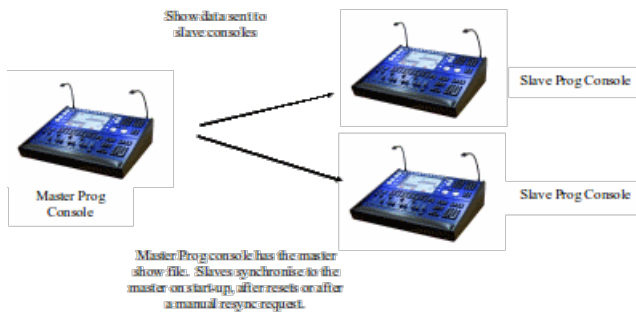 Show data sent to
slave consoles
Slave Prog Console
Master Prog
Console
Slave Prog Console
Master Prog console has the master
show file. Slaves synchronise to the
master on start-up, after resets or after
a manual resync request.